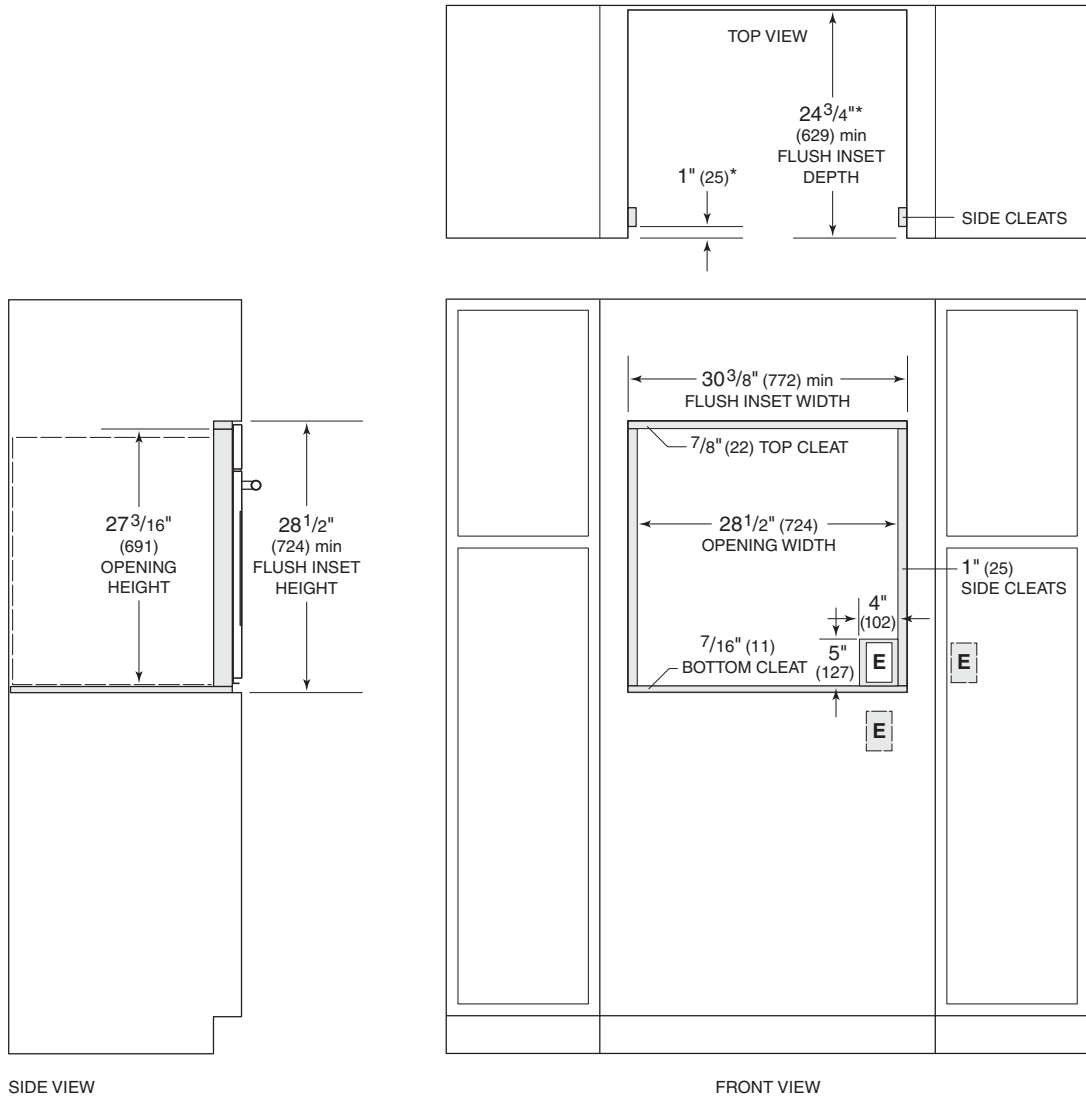 TOP VIEW
24 3/4"*
(629) min
FLUSH INSET
DEPTH
1" (25)*
SIDE CLEATS
30 3/8" (772) min
FLUSH INSET WIDTH
7/8" (22) TOP CLEAT
27 3/16"
(691)
OPENING
HEIGHT
28 1/2"
(724) min
FLUSH INSET
HEIGHT
28 1/2" (724)
OPENING WIDTH
1" (25)
SIDE CLEATS
4"
(102)
7/16" (11)
BOTTOM CLEAT
5"
(127)
E
E
E
SIDE VIEW
FRONT VIEW